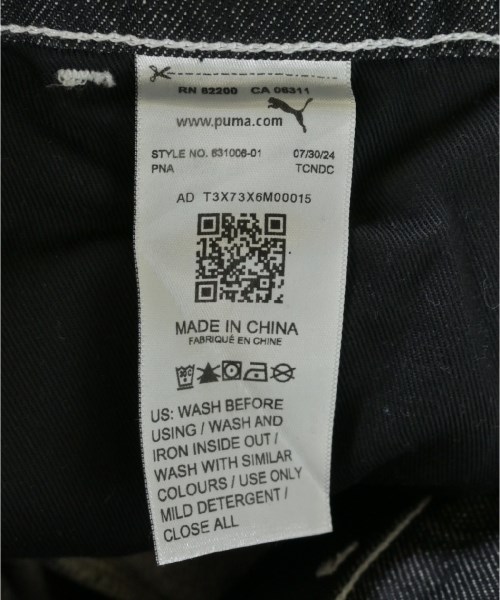 RN 62200 CA 06311
www.puma.com
STYLE NO. 631006-01 07/30/24
PNA TCNDC
AD T3X73X6M00015
MADE IN CHINA
FABRIQUÉ EN CHINE
US: WASH BEFORE
USING / WASH AND
IRON INSIDE OUT /
WASH WITH SIMILAR
COLOURS / USE ONLY
MILD DETERGENT /
CLOSE ALL